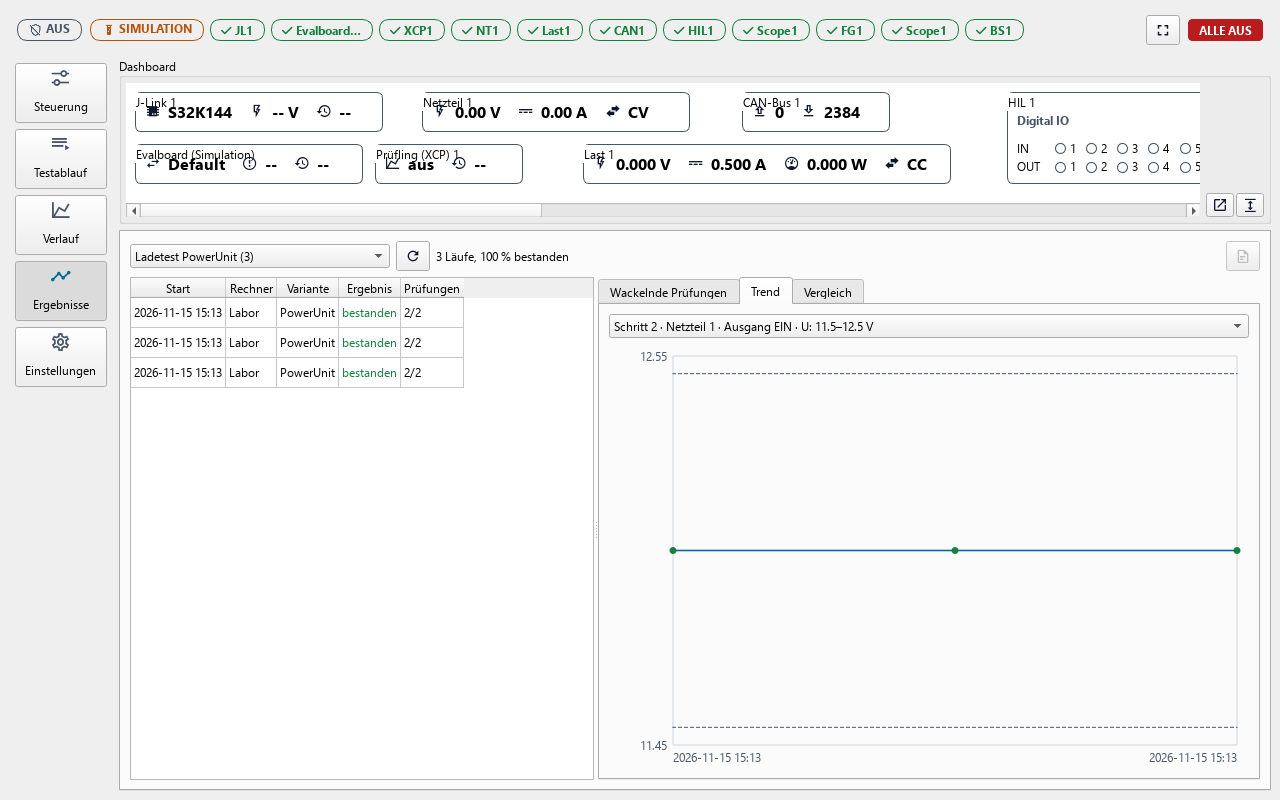 AUS SIMULATION JL1 Evalboard... XCP1 NT1 Last1 CAN1 HIL1 Scope1 FG1 Scope1 BS1 ALLE AUS
Dashboard
Steuerung
Testablauf
Verlauf
Ergebnisse
Einstellungen
J-Link 1
S32K144 -- V --
Netzteil 1
0.00 V 0.00 A CV
CAN-Bus 1
0 2384
HIL 1
Digital IO
IN 1 2 3 4 5
OUT 1 2 3 4 5
Evalboard (Simulation)
Default -- --
Prüfling (XCP) 1
aus --
Last 1
0.000 V 0.500 A 0.000 W CC
Ladetest PowerUnit (3) 3 Läufe, 100 % bestanden
Start Rechner Variante Ergebnis Prüfungen
2026-11-15 15:13 Labor PowerUnit bestanden 2/2
2026-11-15 15:13 Labor PowerUnit bestanden 2/2
2026-11-15 15:13 Labor PowerUnit bestanden 2/2
Wackelnde Prüfungen Trend Vergleich
Schritt 2 · Netzteil 1 · Ausgang EIN · U: 11.5–12.5 V
12.55
11.45
2026-11-15 15:13 2026-11-15 15:13